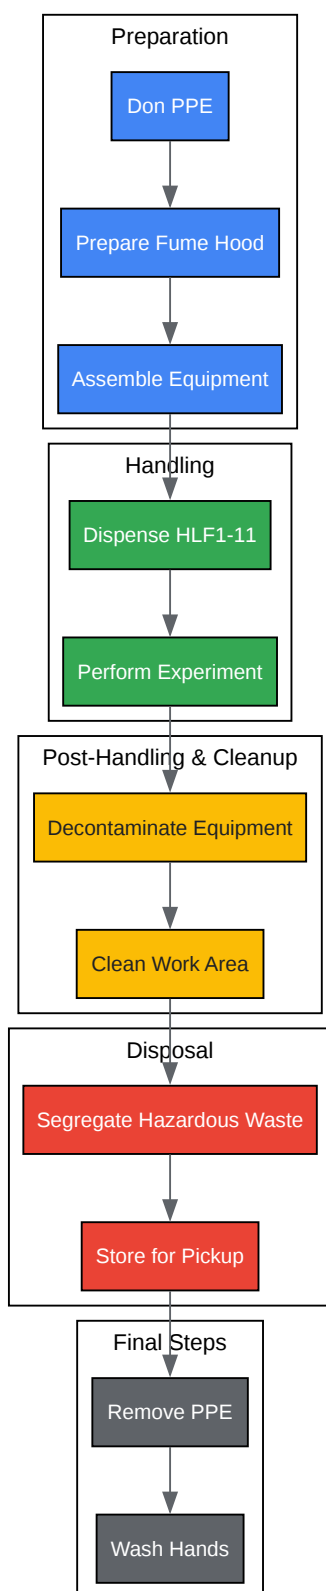 Preparation
Don PPE
Prepare Fume Hood
Assemble Equipment
Handling
Dispense HLF1-11
Perform Experiment
Post-Handling & Cleanup
Decontaminate Equipment
Clean Work Area
Disposal
Segregate Hazardous Waste
Store for Pickup
Final Steps
Remove PPE
Wash Hands